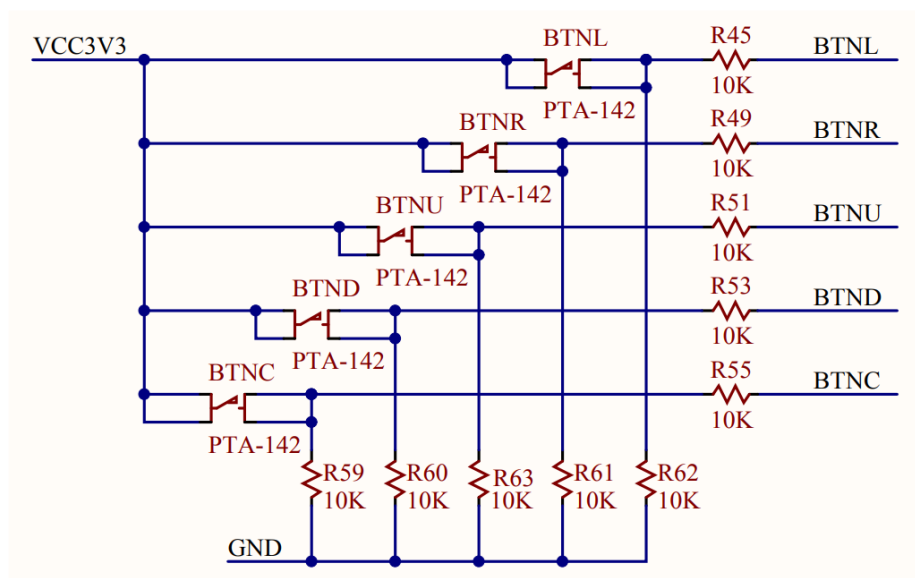 VCC3V3
BTNL
PTA-142
R45
10K
BTNL
BTNR
PTA-142
R49
10K
BTNR
BTNU
PTA-142
R51
10K
BTNU
BTND
PTA-142
R53
10K
BTND
BTNC
PTA-142
R55
10K
BTNC
R59
10K
R60
10K
R63
10K
R61
10K
R62
10K
GND